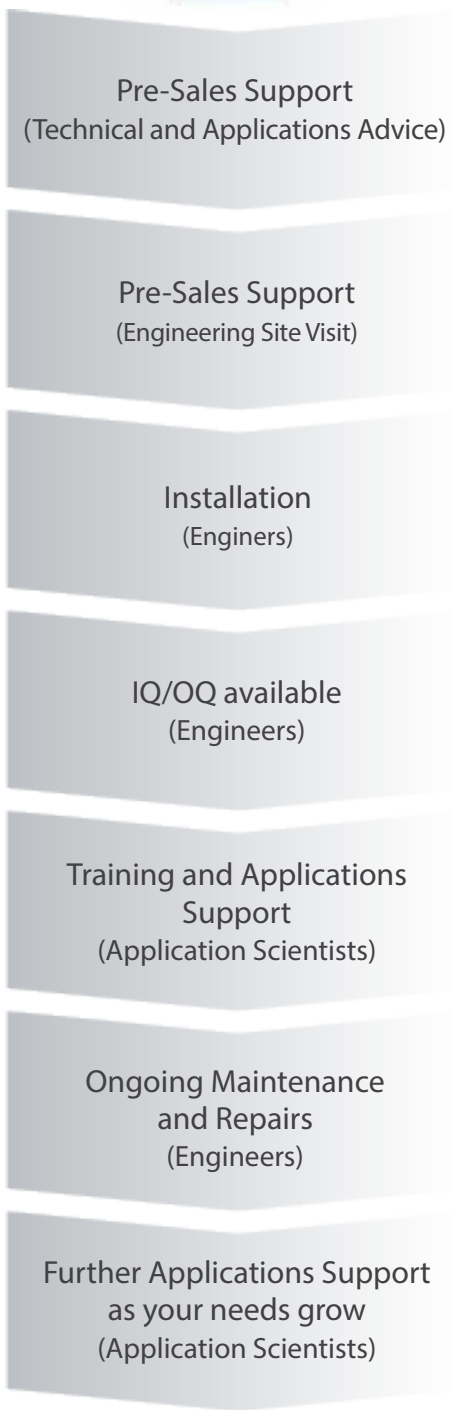 Pre-Sales Support
(Technical and Applications Advice)
Pre-Sales Support
(Engineering Site Visit)
Installation
(Enginers)
IQ/OQ available
(Engineers)
Training and Applications
Support
(Application Scientists)
Ongoing Maintenance
and Repairs
(Engineers)
Further Applications Support
as your needs grow
(Application Scientists)